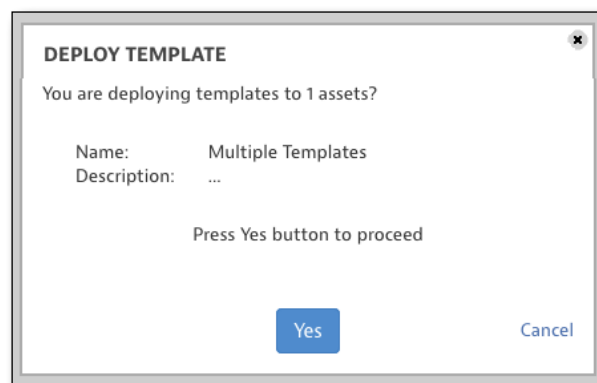 DEPLOY TEMPLATE
You are deploying templates to 1 assets?
Name: Multiple Templates
Description: ...
Press Yes button to proceed
Yes Cancel